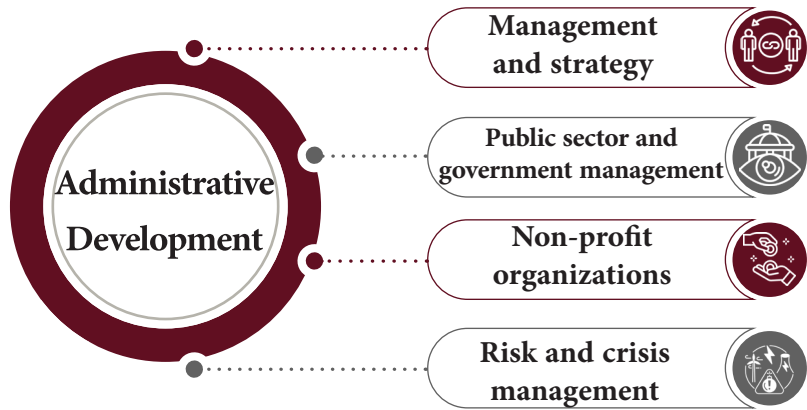 Administrative
Development
Management
and strategy
Public sector and
government management
Non-profit
organizations
Risk and crisis
management